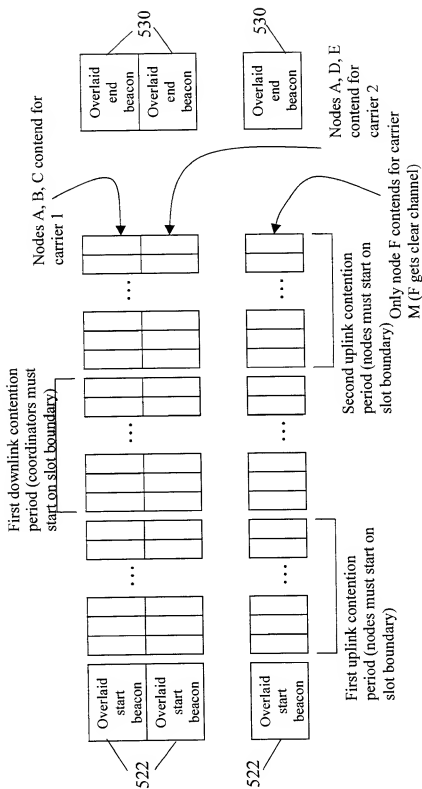 522
522
Overlaid
start
beacon
Overlaid
start
beacon
Overlaid
start
beacon
First uplink contention
period (nodes must start on
slot boundary)
First downlink contention
period (coordinators must
start on slot boundary)
Second uplink contention
period (nodes must start on
slot boundary)
Nodes A, B, C contend for
carrier 1
Nodes A, D, E
contend for
carrier 2
Only node F contends for carrier
M (F gets clear channel)
...
...
...
...
...
...
Overlaid
end
beacon
Overlaid
end
beacon
Overlaid
end
beacon
530
530